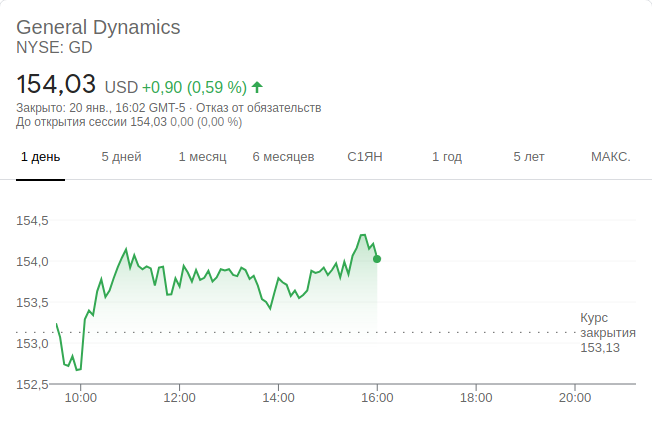 General Dynamics
NYSE: GD
154,03 USD +0,90 (0,59 %)
Закрыто: 20 янв., 16:02 GMT-5 · Отказ от обязательств
До открытия сессии 154,03 0,00 (0,00 %)
1 день 5 дней 1 месяц 6 месяцев С1ЯН 1 год 5 лет МАКС.
154.5
154.0
153.5
Курс
закрытия
153,13
153.0
152.5
10:00 12:00 14:00 16:00 18:00 20:00